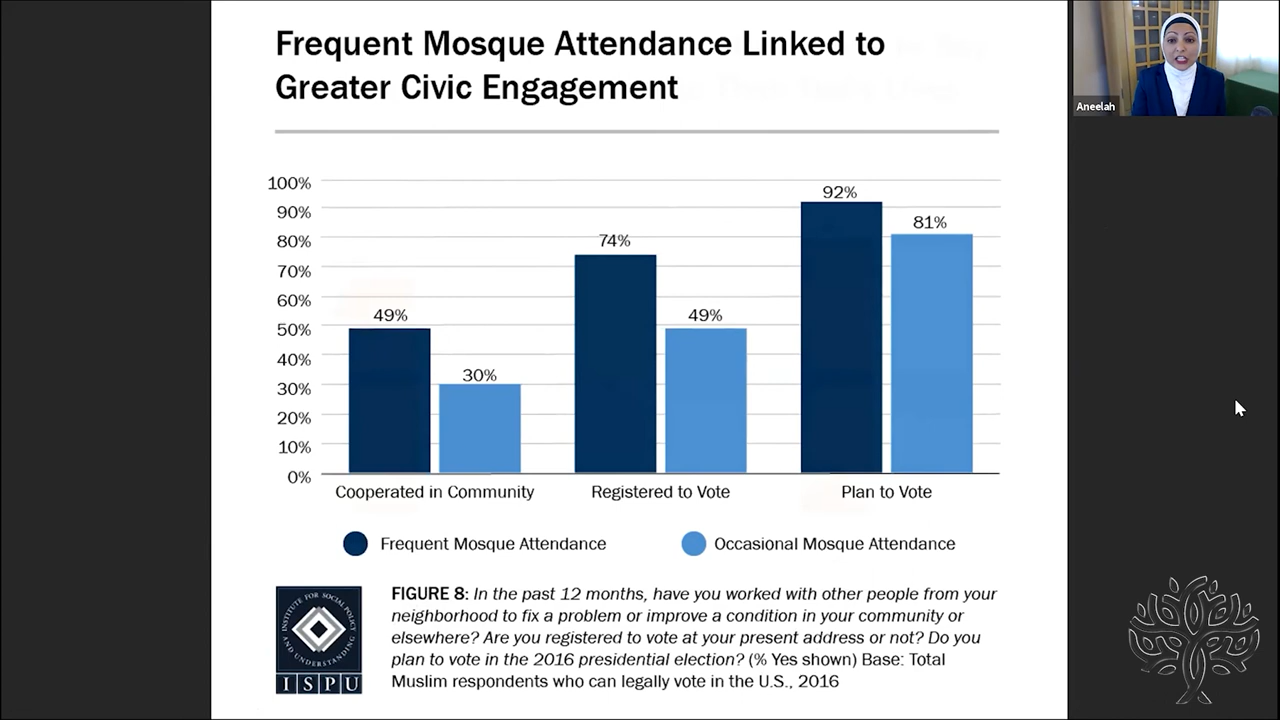 Frequent Mosque Attendance Linked to
Greater Civic Engagement
Aneelah
100%
90%
80%
70%
60%
50%
40%
30%
20%
10%
0%
49%
30%
74%
49%
92%
81%
Cooperated in Community
Registered to Vote
Plan to Vote
Frequent Mosque Attendance
Occasional Mosque Attendance
INSTITUTE FOR SOCIAL POLICY
AND UNDERSTANDING
ISPU
FIGURE 8: In the past 12 months, have you worked with other people from your
neighborhood to fix a problem or improve a condition in your community or
elsewhere? Are you registered to vote at your present address or not? Do you
plan to vote in the 2016 presidential election? (% Yes shown) Base: Total
Muslim respondents who can legally vote in the U.S., 2016